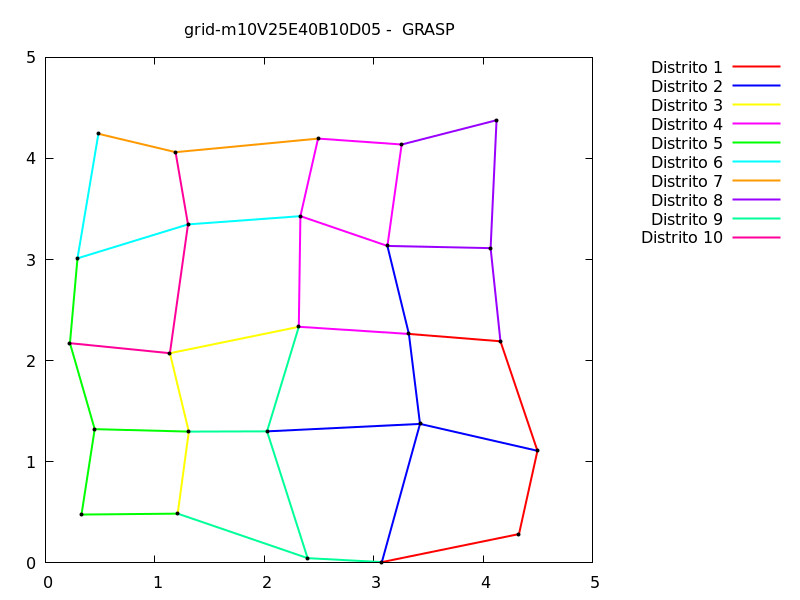 grid-m10V25E40B10D05 -  GRASP
Distrito 1
Distrito 2
Distrito 3
Distrito 4
Distrito 5
Distrito 6
Distrito 7
Distrito 8
Distrito 9
Distrito 10
5
4
3
2
1
0
0 1 2 3 4 5